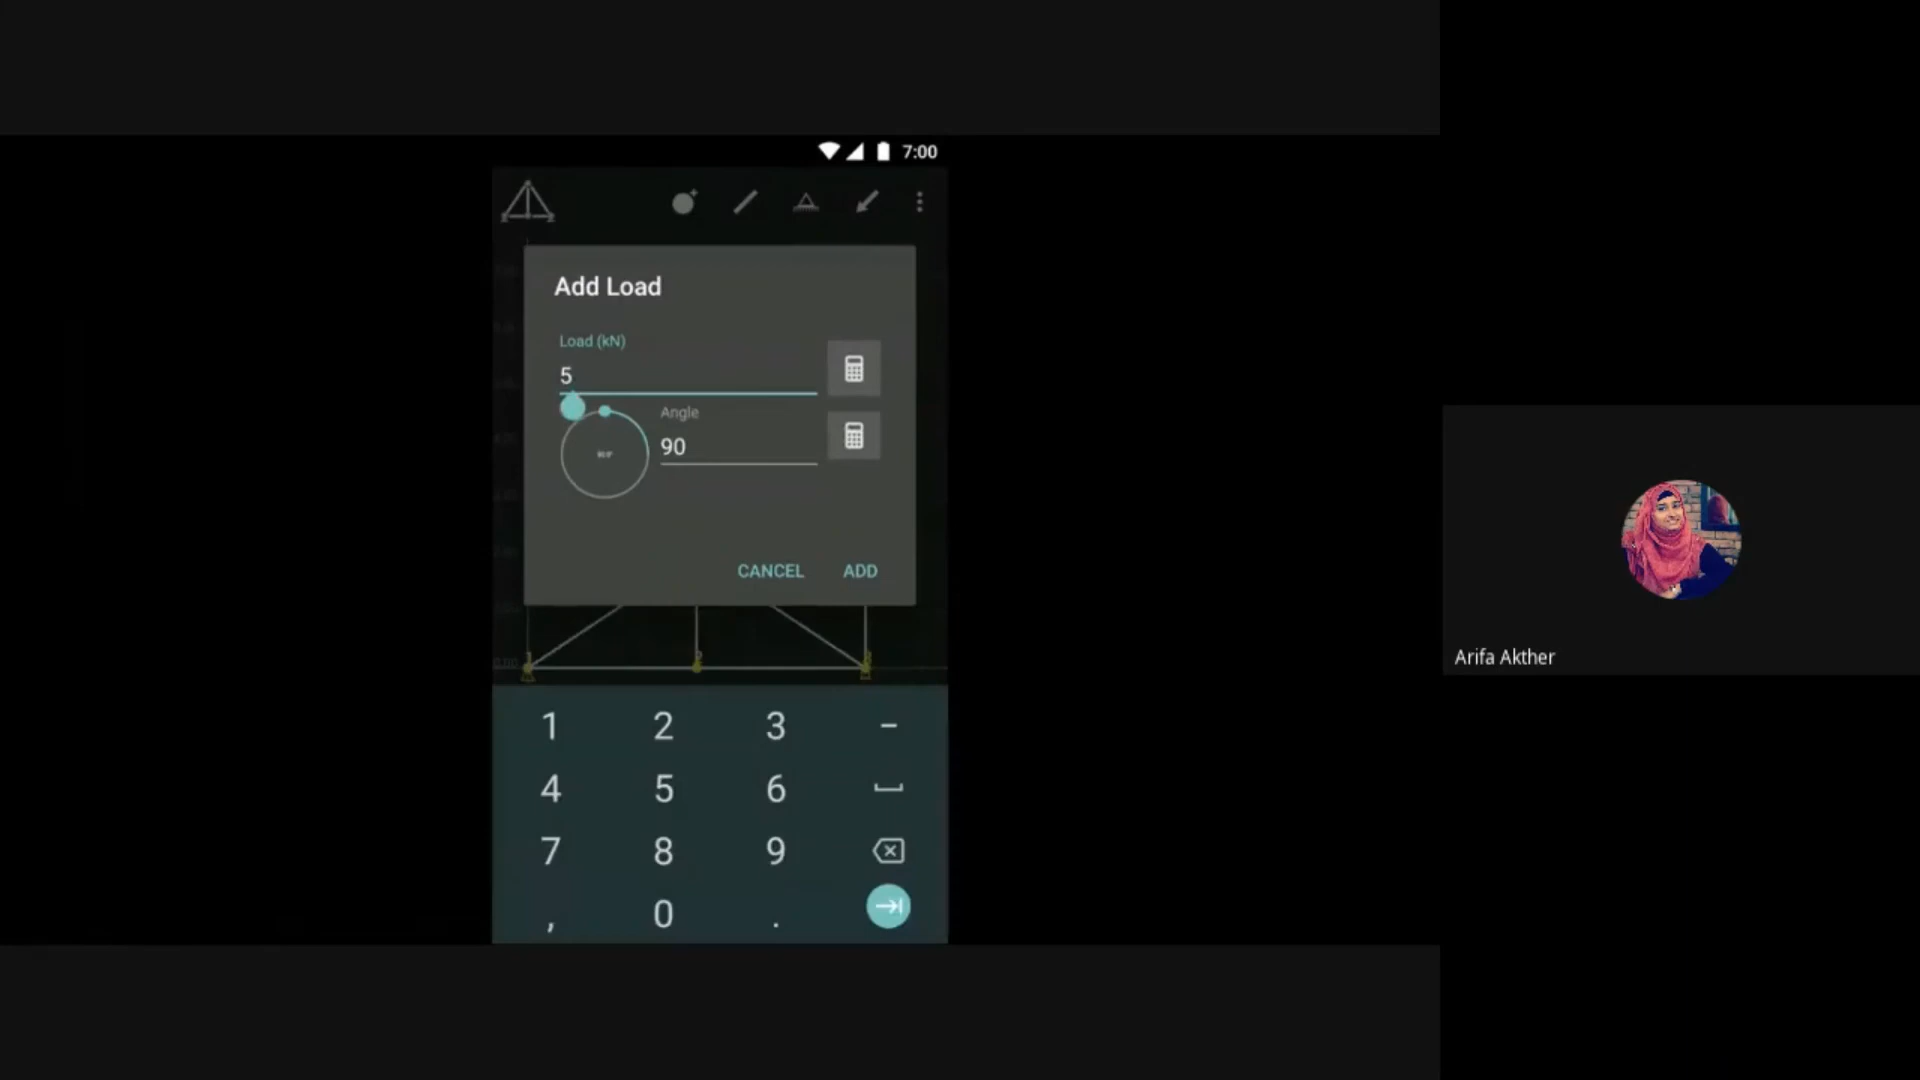 7:00
Add Load
Load (kN)
5
Angle
90
CANCEL
ADD
1 2 3 -
4 5 6
7 8 9
, 0 .
Arifa Akther